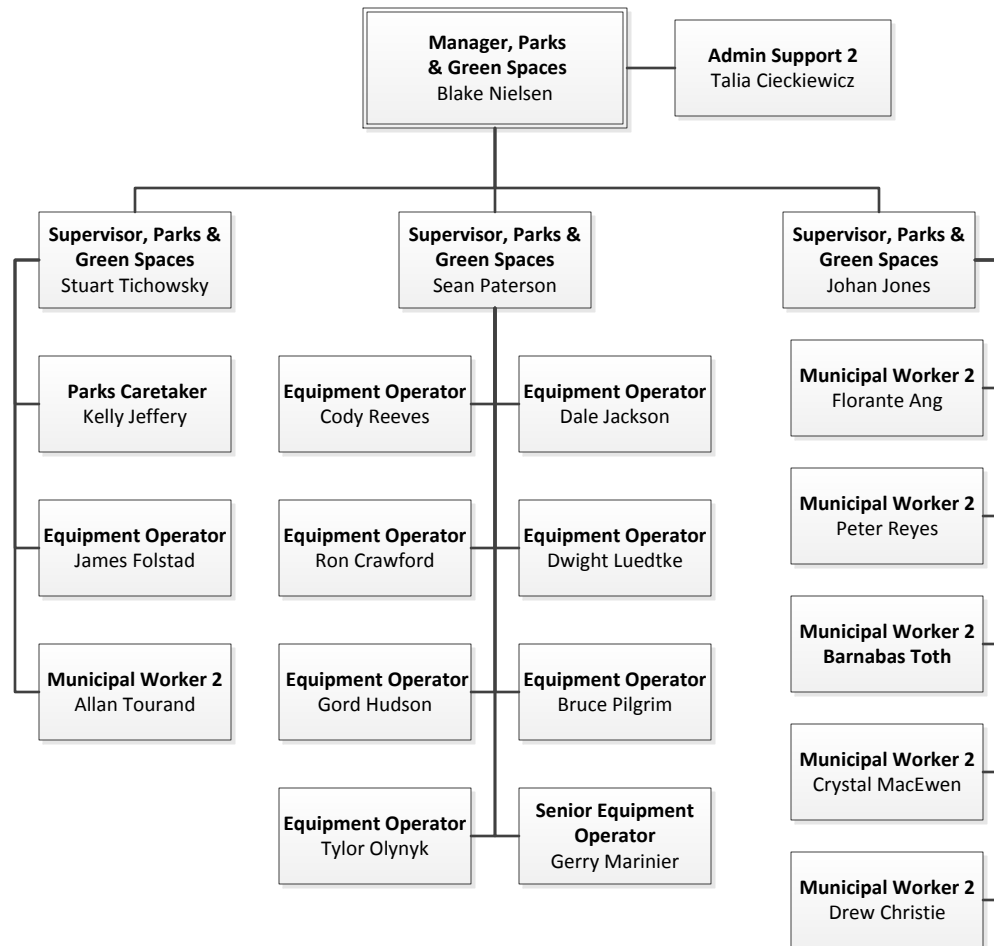 Manager, Parks
& Green Spaces
Blake Nielsen
Admin Support 2
Talia Cieckiewicz
Supervisor, Parks &
Green Spaces
Stuart Tichowsky
Supervisor, Parks &
Green Spaces
Sean Paterson
Supervisor, Parks &
Green Spaces
Johan Jones
Parks Caretaker
Kelly Jeffery
Equipment Operator
James Folstad
Municipal Worker 2
Allan Tourand
Equipment Operator
Cody Reeves
Equipment Operator
Dale Jackson
Equipment Operator
Ron Crawford
Equipment Operator
Dwight Luedtke
Equipment Operator
Gord Hudson
Equipment Operator
Bruce Pilgrim
Equipment Operator
Tylor Olynyk
Senior Equipment
Operator
Gerry Marinier
Municipal Worker 2
Florante Ang
Municipal Worker 2
Peter Reyes
Municipal Worker 2
Barnabas Toth
Municipal Worker 2
Crystal MacEwen
Municipal Worker 2
Drew Christie